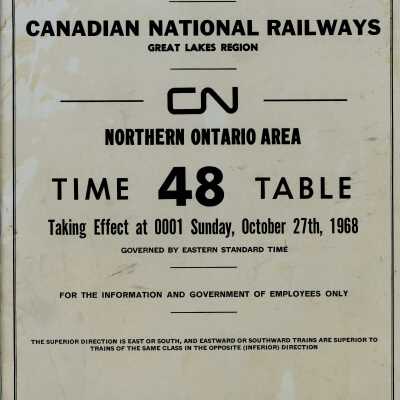 CANADIAN NATIONAL RAILWAYS
GREAT LAKES REGION
CN
NORTHERN ONTARIO AREA
TIME 48 TABLE
Taking Effect at 0001 Sunday, October 27th, 1968
GOVERNED BY EASTERN STANDARD TIME
FOR THE INFORMATION AND GOVERNMENT OF EMPLOYEES ONLY
THE SUPERIOR DIRECTION IS EAST OR SOUTH, AND EASTWARD OR SOUTHWARD TRAINS ARE SUPERIOR TO
TRAINS OF THE SAME CLASS IN THE OPPOSITE (INFERIOR) DIRECTION